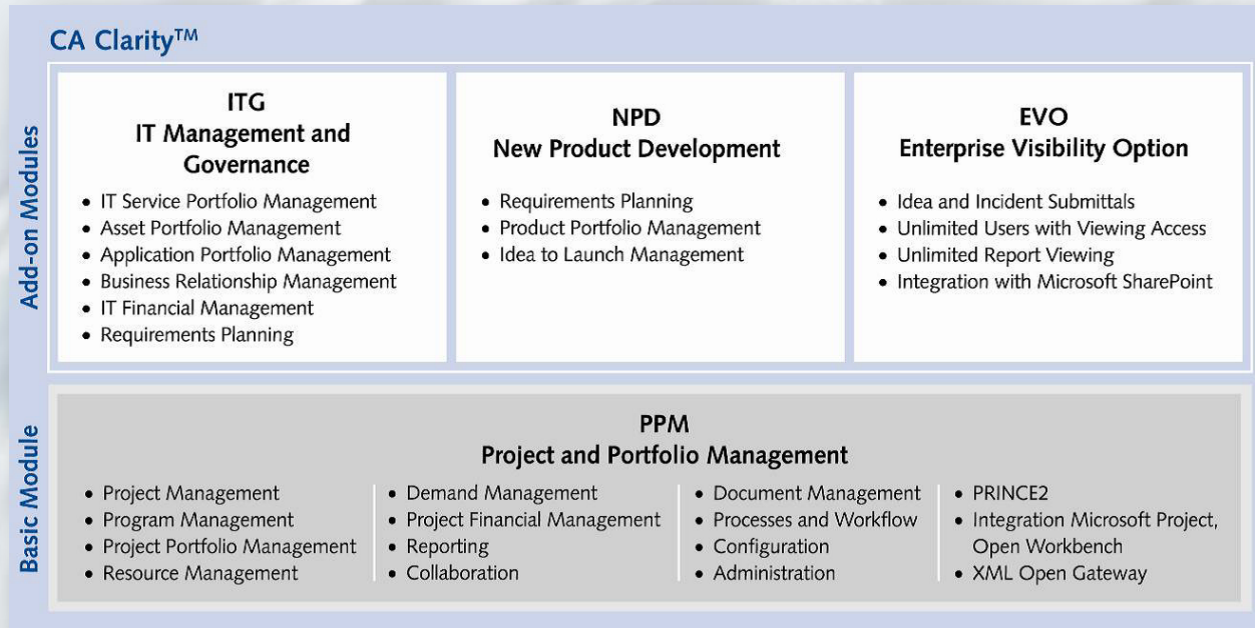 CA Clarity™
Add-on Modules
ITG
IT Management and
Governance
• IT Service Portfolio Management
• Asset Portfolio Management
• Application Portfolio Management
• Business Relationship Management
• IT Financial Management
• Requirements Planning
NPD
New Product Development
• Requirements Planning
• Product Portfolio Management
• Idea to Launch Management
EVO
Enterprise Visibility Option
• Idea and Incident Submittals
• Unlimited Users with Viewing Access
• Unlimited Report Viewing
• Integration with Microsoft SharePoint
Basic Module
PPM
Project and Portfolio Management
• Project Management
• Program Management
• Project Portfolio Management
• Resource Management
• Demand Management
• Project Financial Management
• Reporting
• Collaboration
• Document Management
• Processes and Workflow
• Configuration
• Administration
• PRINCE2
• Integration Microsoft Project,
Open Workbench
• XML Open Gateway